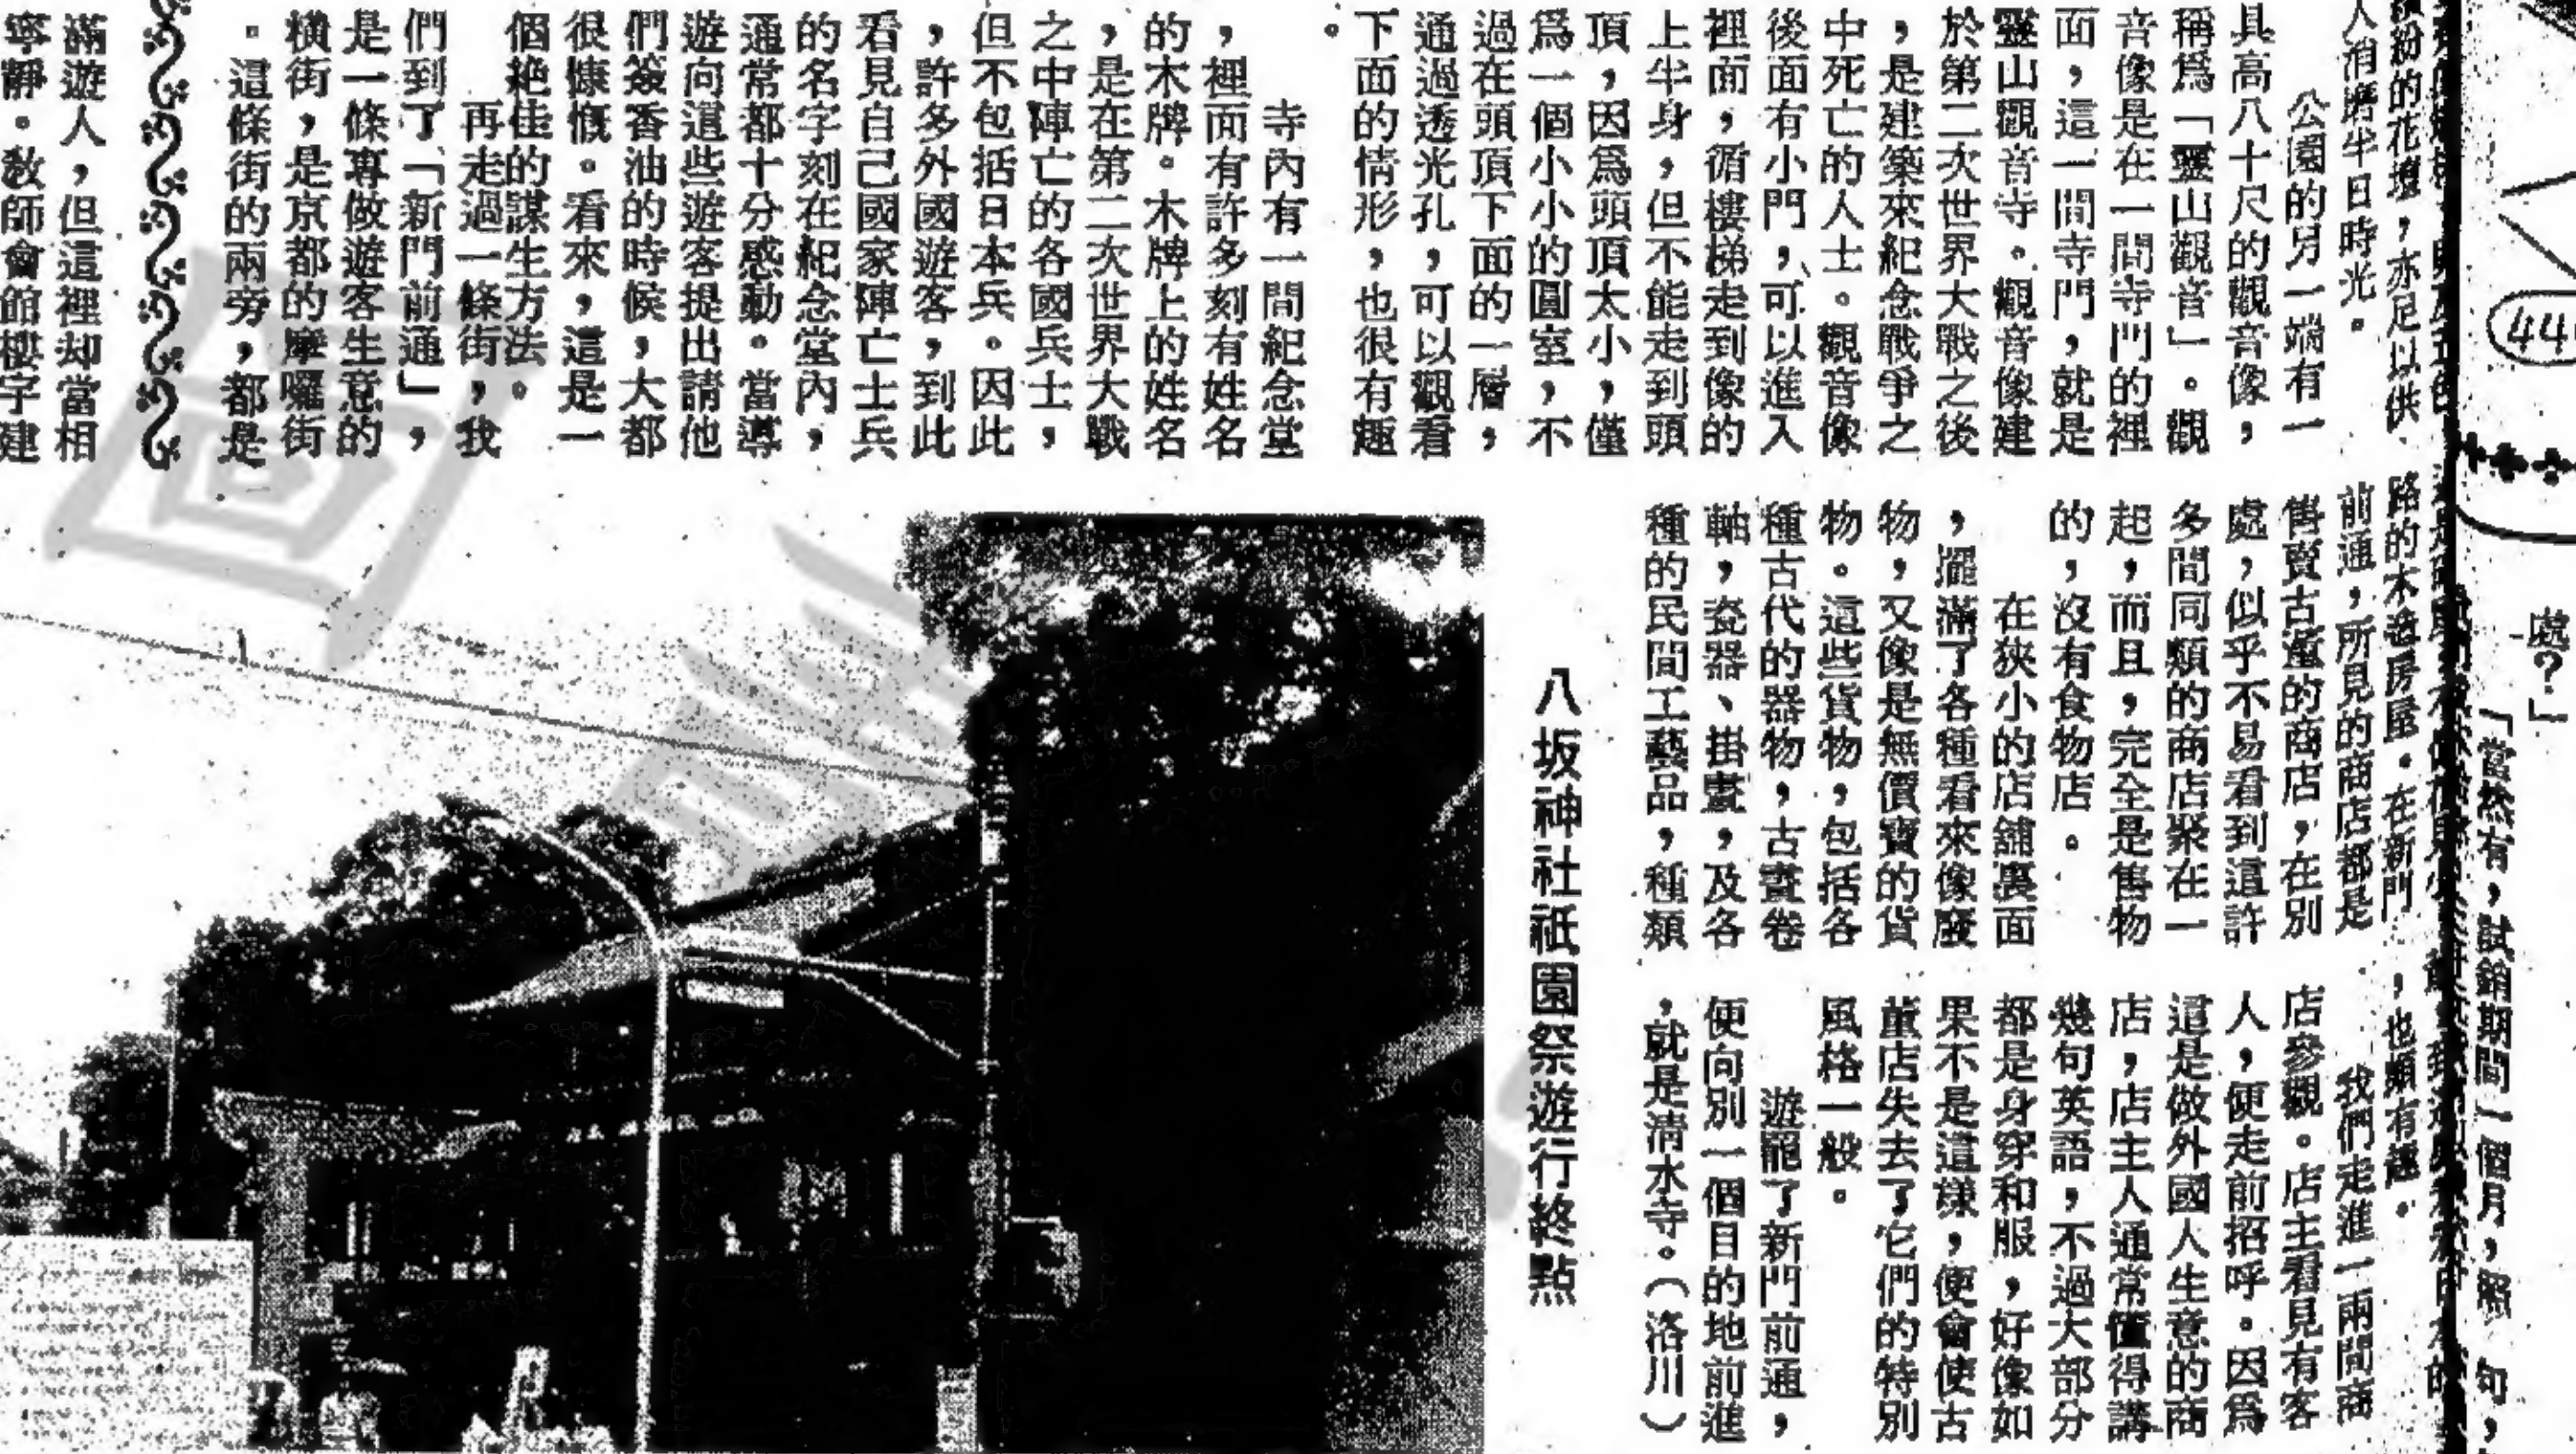 處？」
「當然有，試銷期間一個月，
44
繽紛的花壇，亦足以供
人消磨半日時光。
公園的另一端有一
具高八十尺的觀音像，
稱爲「靈山觀音」。觀
音像是在一間寺門的裡
面，這一間寺門，就是
靈山觀音寺。觀音像建
於第二次世界大戰之後
，是建築來紀念戰爭之
中死亡的人士。觀音像
後面有小門，可以進入
裡面，循樓梯走到像的
上半身，但不能走到頭
頂，因爲頭頂太小，僅
爲一個小小的圓室，不
過在頭頂下面的一層，
通過透光孔，可以觀看
下面的情形，也很有趣
。
寺內有一間紀念堂
，裡面有許多刻有姓名
的木牌。木牌上的姓名
，是在第二次世界大戰
之中陣亡的各國兵士，
但不包括日本兵。因此
，許多外國遊客，到此
看見自己國家陣亡士兵
的名字刻在紀念堂內，
通常都十分感動。當導
遊向這些遊客提出請他
們簽香油的時候，大都
很慷慨。看來，這是一
個絶佳的謀生方法。
再走過一條街，我
們到了「新門前通」，
是一條專做遊客生意的
橫街，是京都的摩囉街
。這條街的兩旁，都是
路的木造房屋。在新門
前通，所見的商店都是
售賣古董的商店，在別
處，似乎不易看到這許
多間同類的商店聚在一
起，而且，完全是售物
的，沒有食物店。
在狹小的店舖裏面
，擺滿了各種看來像廢
物，又像是無價寶的貨
物。這些貨物，包括各
種古代的器物，古畫卷
軸，瓷器、掛畫，及各
種的民間工藝品，種類
，也頗有趣。
我們走進一兩間商
店參觀。店主看見有客
人，便走前招呼。因爲
這是做外國人生意的商
店，店主人通常懂得講
幾句英語，不過大部分
都是身穿和服，好像如
果不是這樣，便會使古
董店失去了它們的特別
風格一般。
遊罷了新門前通，
便向別一個目的地前進
，就是清水寺。（洛川）
八坂神社祇園祭遊行終點
滿遊人，但這裡却當相
寧靜。敎師會館樓宇建